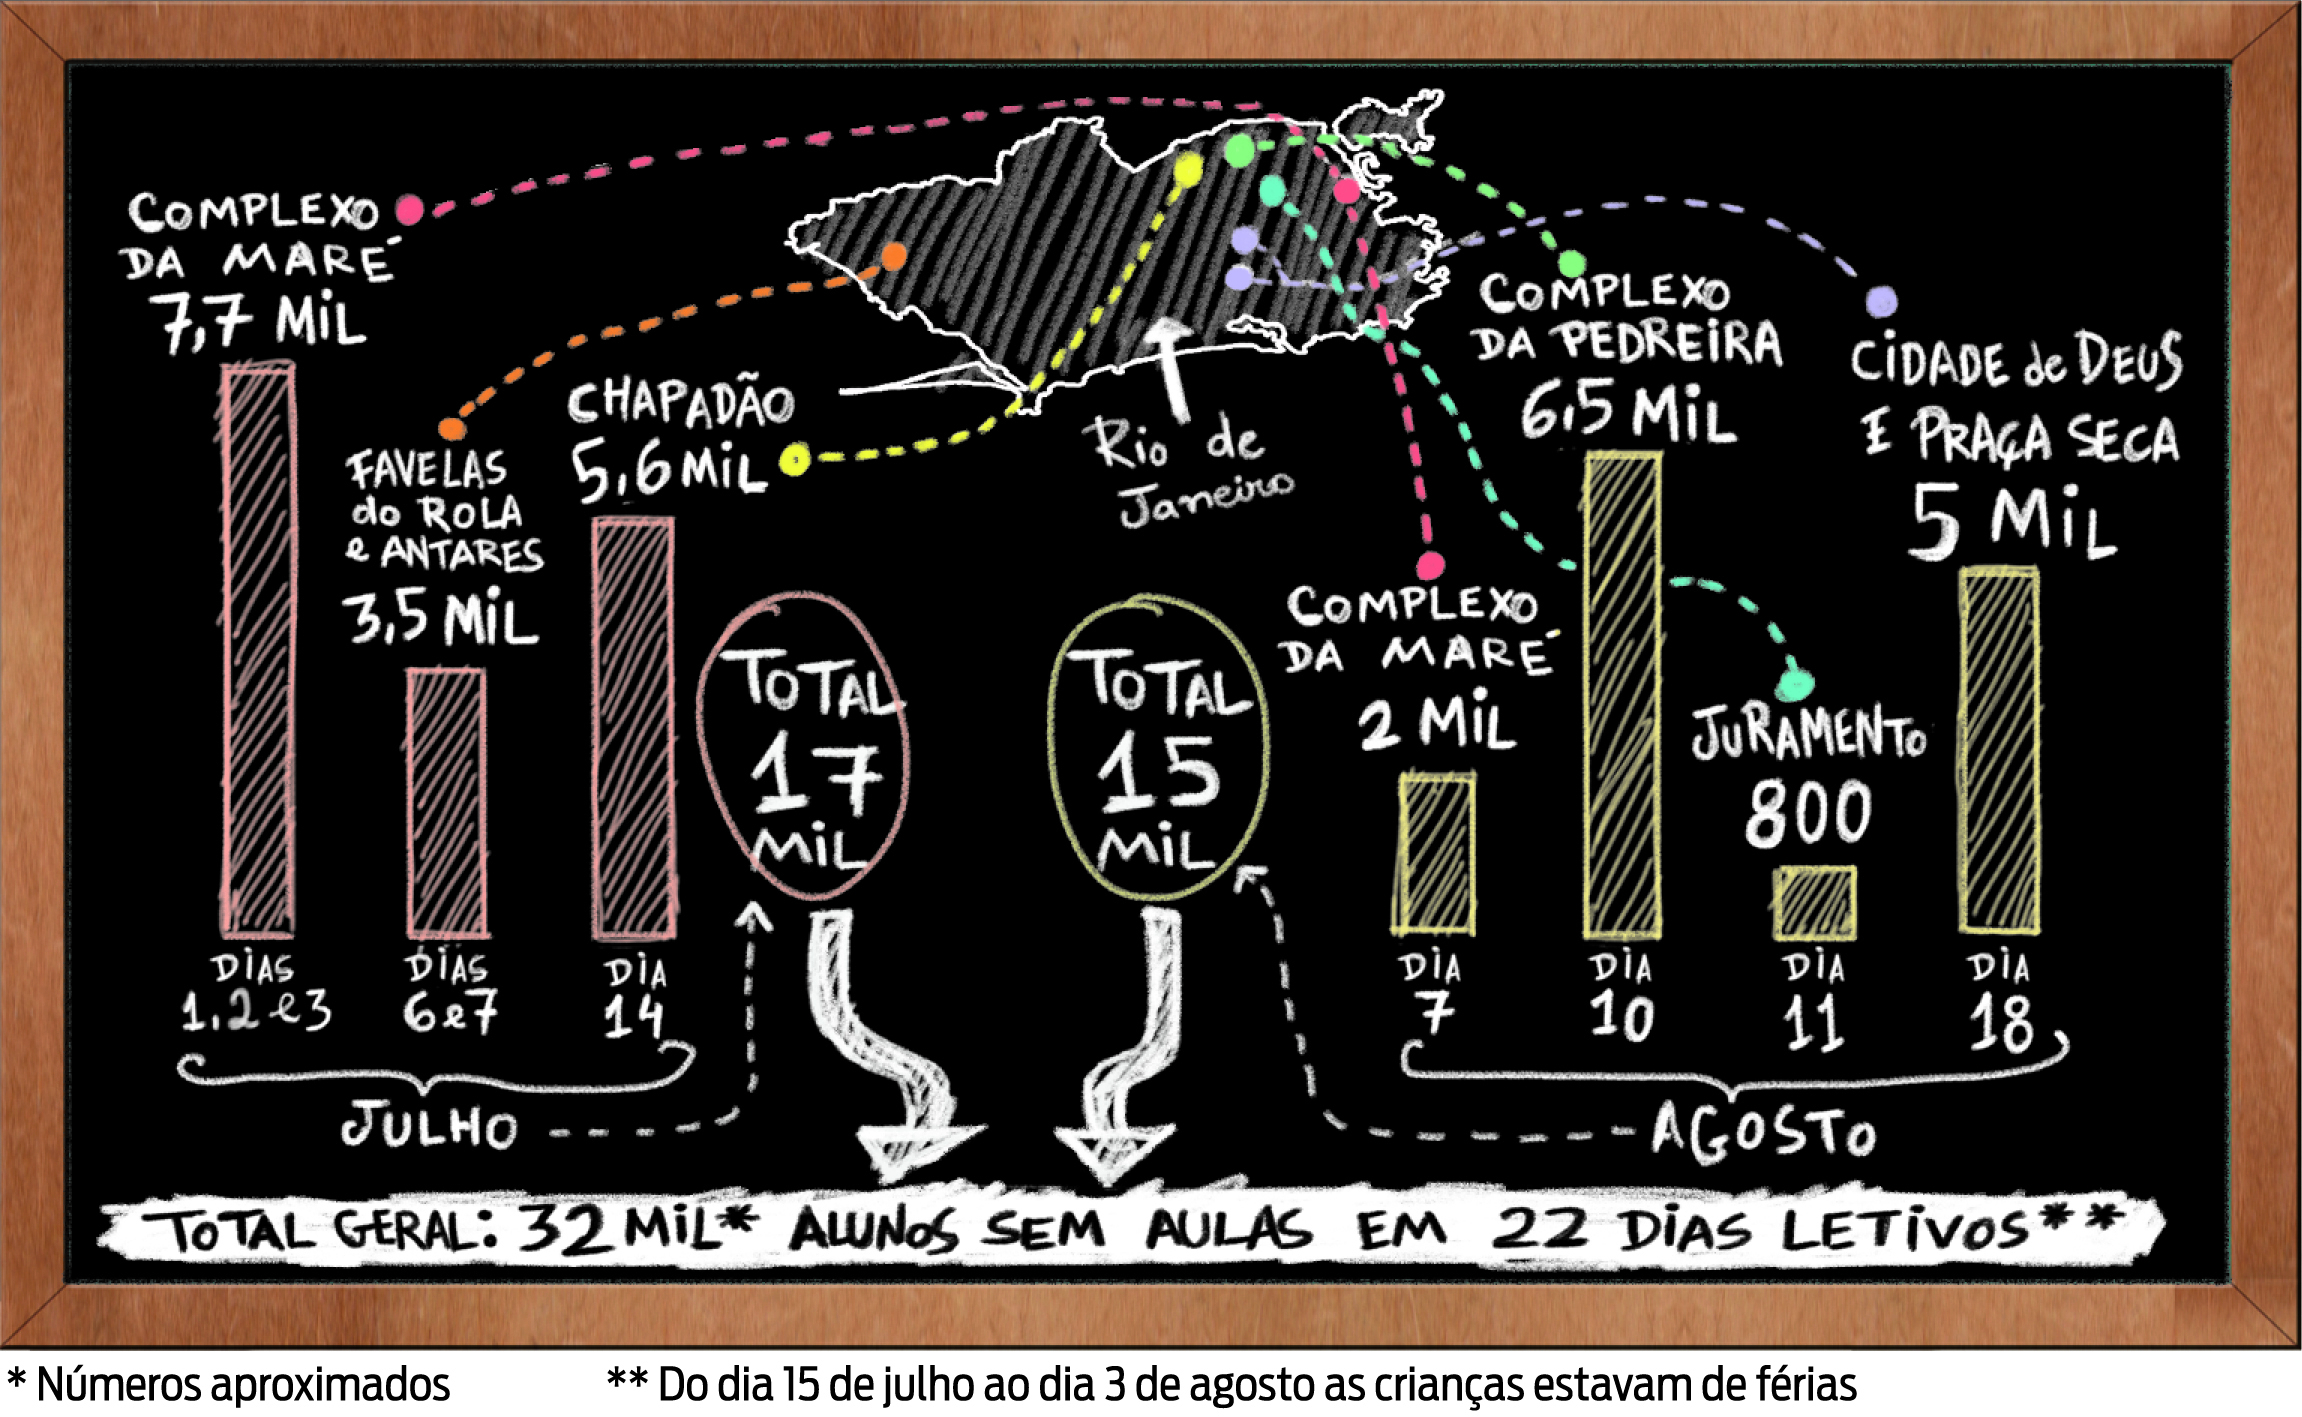 COMPLEXO
DA MARÉ
7,7 MiL
FAVELAS
do ROLA
e ANTARES
3,5 MiL
CHAPADÃO
5,6 MiL
Rio de
Janeiro
COMPLEXO
DA MARÉ
2 MiL
COMPLEXO
DA PEDREiRA
6,5 MiL
JURAMENTO
800
CiDADE de DEUS
E PRAÇA SECA
5 MiL
TOTAL
17
MiL
TOTAL
15
MiL
DiAS
1,2 e 3
DiAS
6 e 7
DiA
14
JULHO
DiA
7
DiA
10
DiA
11
DiA
18
AGOSTO
TOTAL GERAL: 32 MiL* ALUNOS SEM AULAS EM 22 DiAS LETiVOS**
* Números aproximados
** Do dia 15 de julho ao dia 3 de agosto as crianças estavam de férias